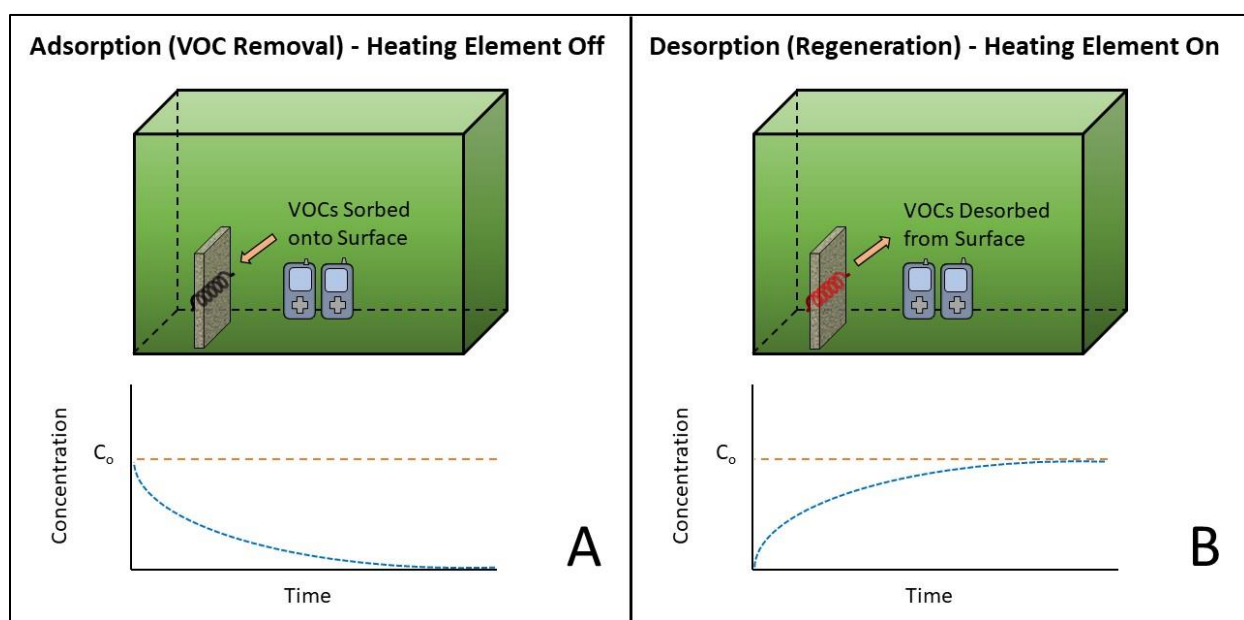 Adsorption (VOC Removal) - Heating Element Off
VOCs Sorbed
onto Surface
Concentration
Co
Time
A
Desorption (Regeneration) - Heating Element On
VOCs Desorbed
from Surface
Concentration
Co
Time
B